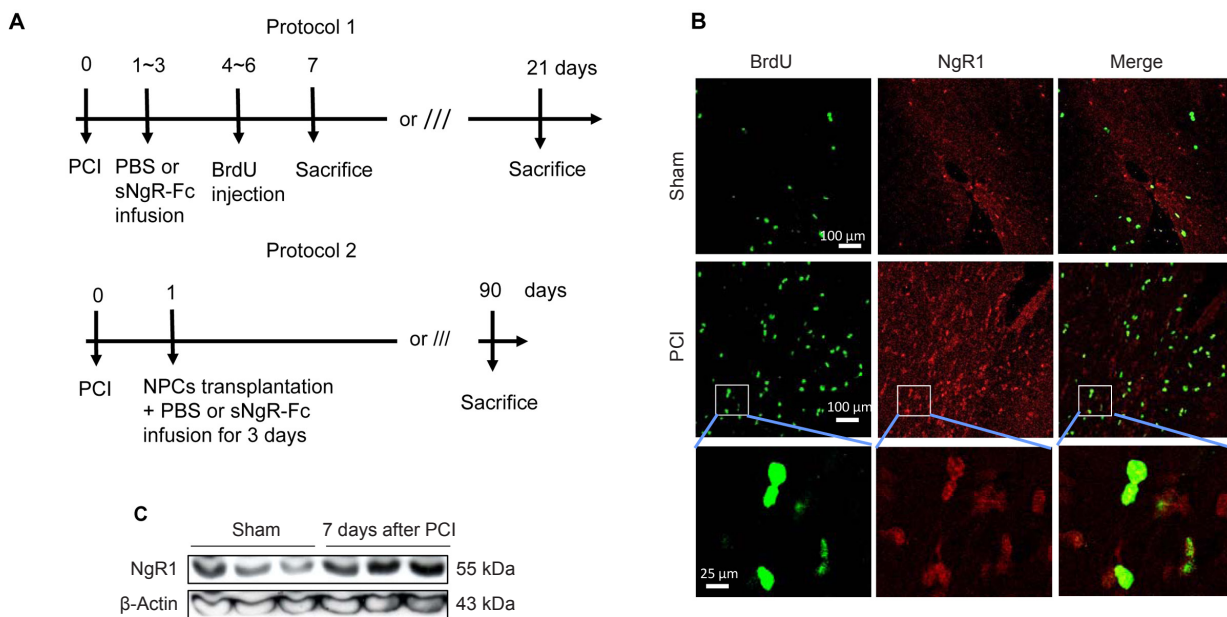 A
Protocol 1
0
1~3
4~6
7
21 days
or ///
PCI
PBS or
sNgR-Fc
infusion
BrdU
injection
Sacrifice
Sacrifice
Protocol 2
0
1
90 days
or ///
PCI
NPCs transplantation
+ PBS or sNgR-Fc
infusion for 3 days
Sacrifice
B
BrdU
NgR1
Merge
Sham
100 µm
PCI
100 µm
25 µm
C
Sham
7 days after PCI
NgR1
55 kDa
β-Actin
43 kDa